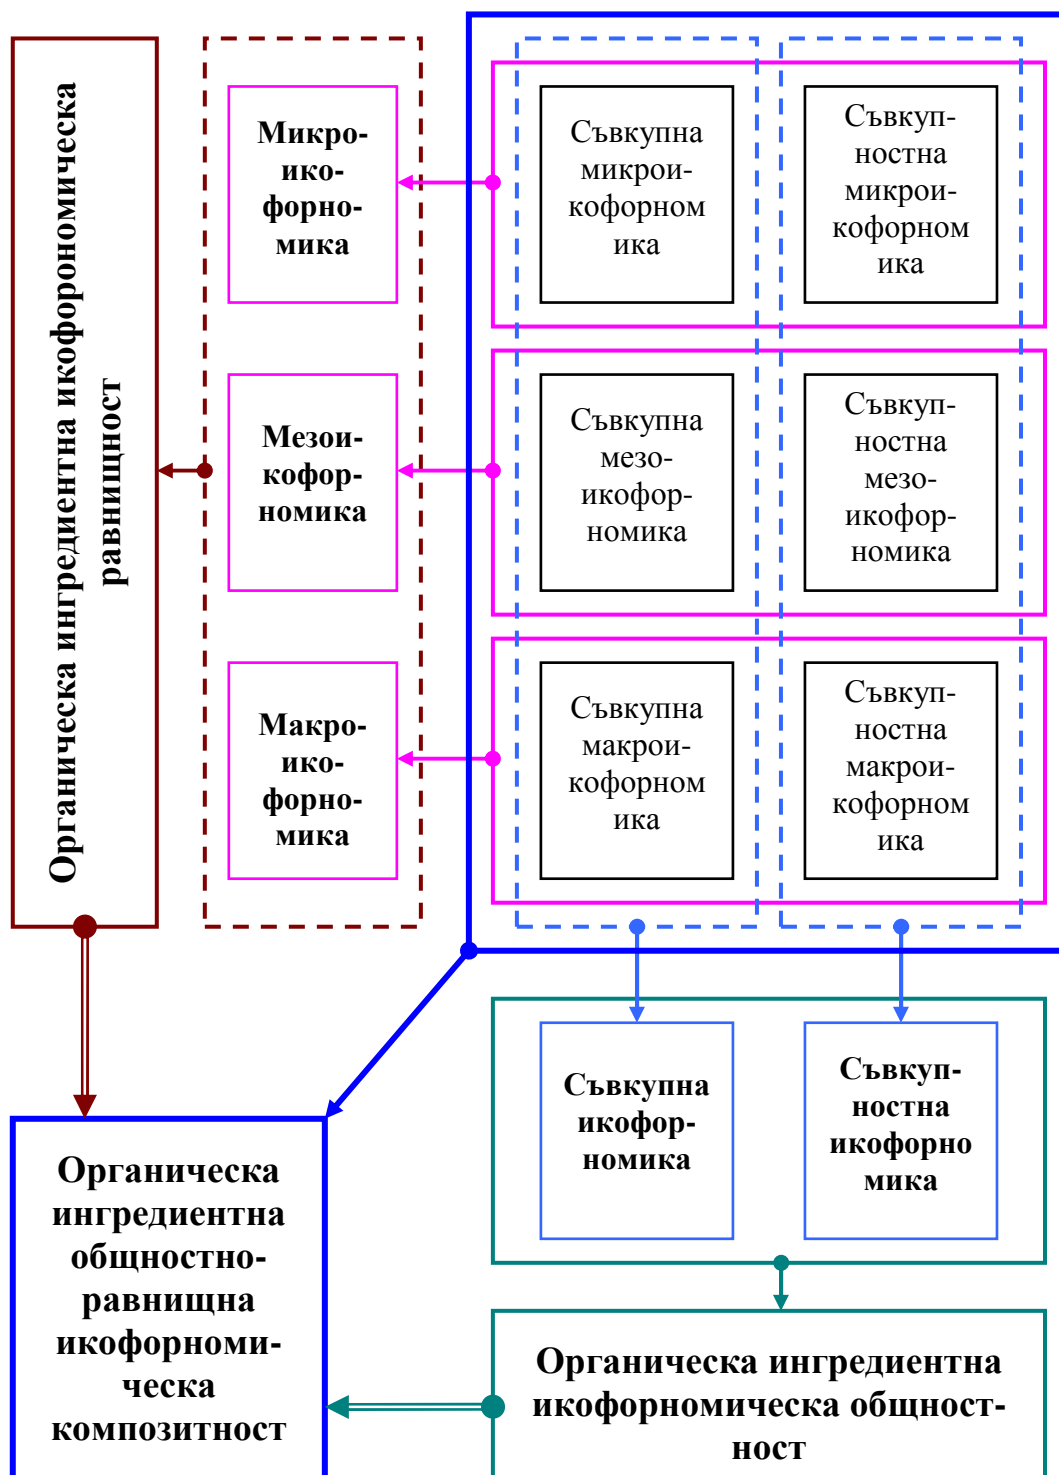 Органическа ингредиентна икофорономическа
равнищност
Микро-
ико-
форно-
мика
Съвкупна
микрои-
кофорном
ика
Съвкуп-
ностна
микрои-
кофорном
ика
Мезои-
кофор-
номика
Съвкупна
мезо-
икофор-
номика
Съвкуп-
ностна
мезо-
икофор-
номика
Макро-
ико-
форно-
мика
Съвкупна
макрои-
кофорном
ика
Съвкуп-
ностна
макрои-
кофорном
ика
Съвкупна
икофор-
номика
Съвкуп-
ностна
икофорно
мика
Органическа
ингредиентна
общностно-
равнищна
икофорноми-
ческа
композитност
Органическа ингредиентна
икофорномическа общност-
ност